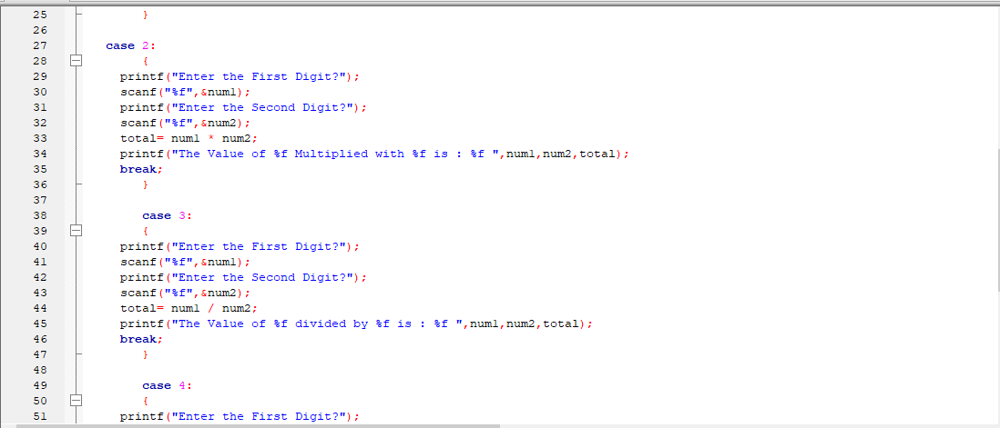 25 }
26
27 case 2:
28 {
29 printf("Enter the First Digit?");
30 scanf("%f",&num1);
31 printf("Enter the Second Digit?");
32 scanf("%f",&num2);
33 total= num1 * num2;
34 printf("The Value of %f Multiplied with %f is : %f ",num1,num2,total);
35 break;
36 }
37
38 case 3:
39 {
40 printf("Enter the First Digit?");
41 scanf("%f",&num1);
42 printf("Enter the Second Digit?");
43 scanf("%f",&num2);
44 total= num1 / num2;
45 printf("The Value of %f divided by %f is : %f ",num1,num2,total);
46 break;
47 }
48
49 case 4:
50 {
51 printf("Enter the First Digit?");